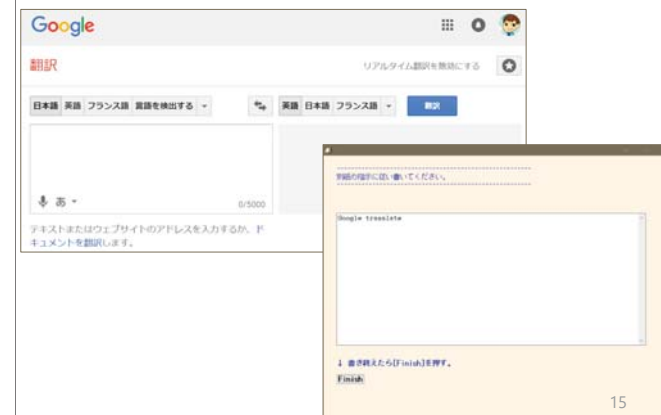 Google
翻訳
リアルタイム翻訳を無効にする
日本語 英語 フランス語 言語を検出する
英語 日本語 フランス語
翻訳
あ
0/5000
テキストまたはウェブサイトのアドレスを入力するか、ド
キュメントを翻訳します。
別紙の指示に従い書いてください。
Google translate
↓ 書き終えたら[Finish]を押す。
Finish
15